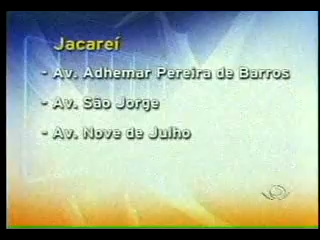 Jacareí
- Av. Adhemar Pereira de Barros
- Av. São Jorge
- Av. Nove de Julho